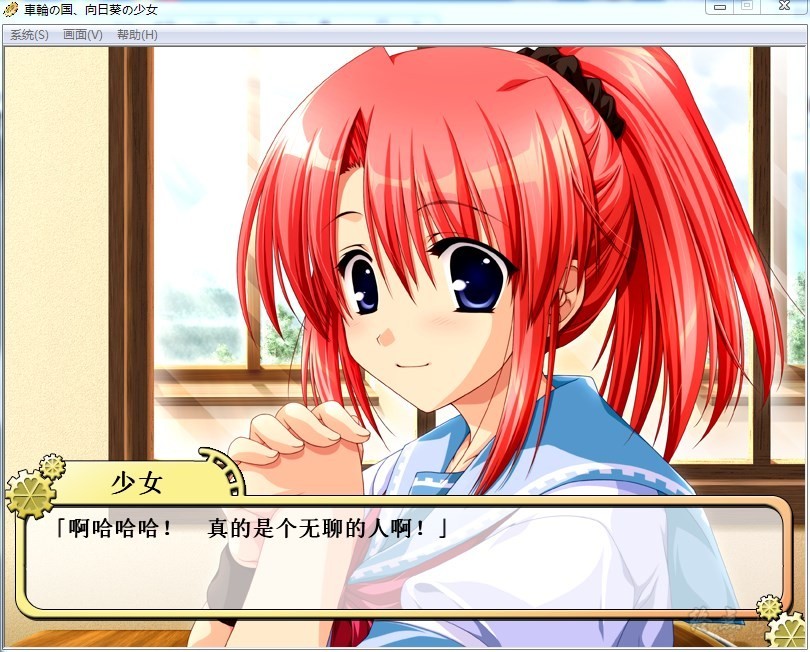 車輪の国、向日葵の少女
系统(S) 画面(V) 帮助(H)
少女
「啊哈哈哈！　真的是个无聊的人啊！」